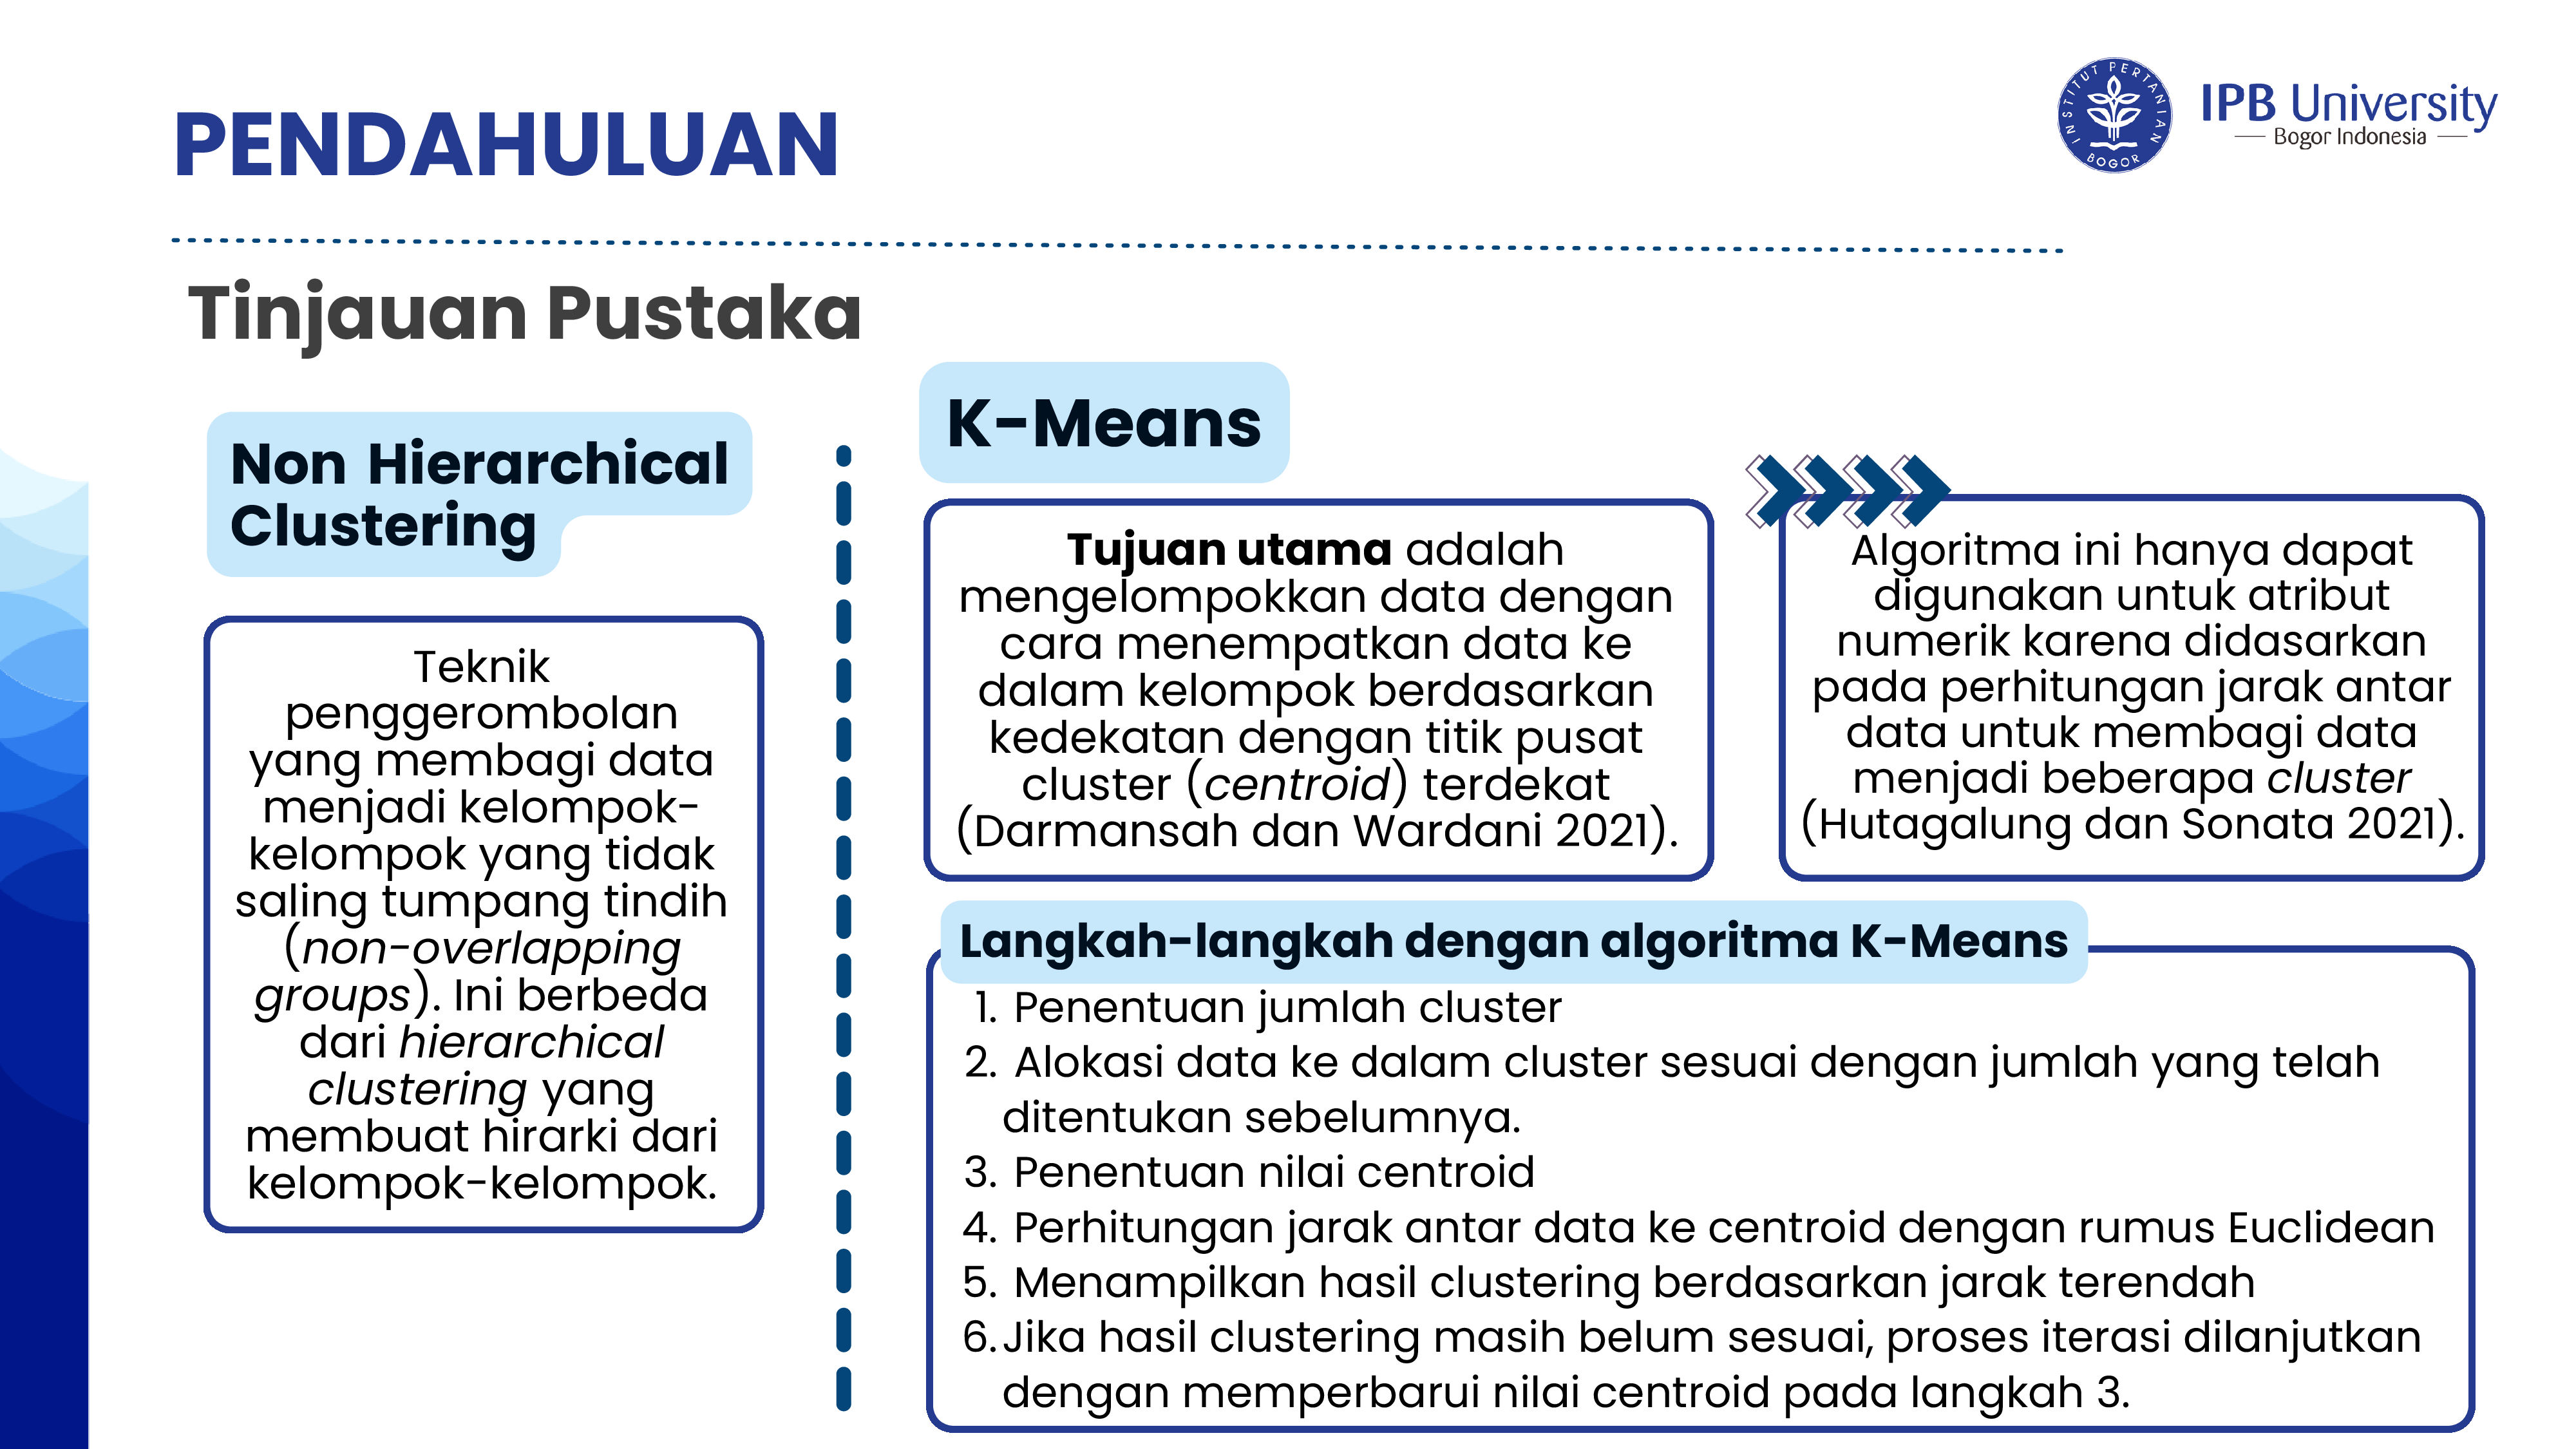 PENDAHULUAN
INSTITUT PERTANIAN
BOGOR
IPB University
Bogor Indonesia
Tinjauan Pustaka
Non Hierarchical
Clustering
Teknik
penggerombolan
yang membagi data
menjadi kelompok-
kelompok yang tidak
saling tumpang tindih
(non-overlapping
groups). Ini berbeda
dari hierarchical
clustering yang
membuat hirarki dari
kelompok-kelompok.
K-Means
Tujuan utama adalah
mengelompokkan data dengan
cara menempatkan data ke
dalam kelompok berdasarkan
kedekatan dengan titik pusat
cluster (centroid) terdekat
(Darmansah dan Wardani 2021).
Algoritma ini hanya dapat
digunakan untuk atribut
numerik karena didasarkan
pada perhitungan jarak antar
data untuk membagi data
menjadi beberapa cluster
(Hutagalung dan Sonata 2021).
Langkah-langkah dengan algoritma K-Means
1. Penentuan jumlah cluster
2. Alokasi data ke dalam cluster sesuai dengan jumlah yang telah
ditentukan sebelumnya.
3. Penentuan nilai centroid
4. Perhitungan jarak antar data ke centroid dengan rumus Euclidean
5. Menampilkan hasil clustering berdasarkan jarak terendah
6. Jika hasil clustering masih belum sesuai, proses iterasi dilanjutkan
dengan memperbarui nilai centroid pada langkah 3.